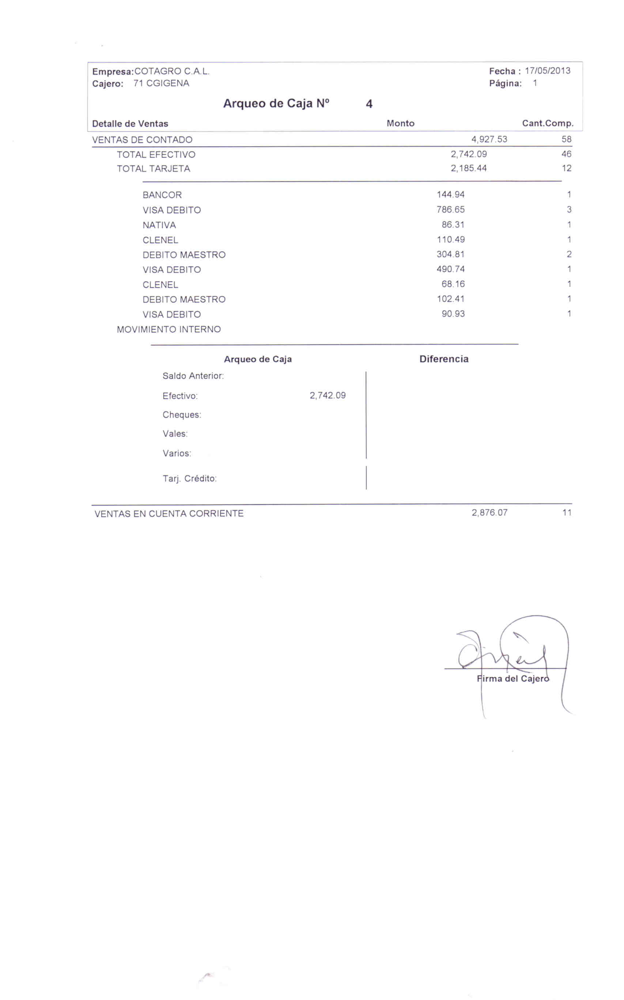 Empresa:COTAGRO C.A.L. Fecha : 17/05/2013
Cajero: 71 CGIGENA Página: 1
Arqueo de Caja Nº 4
Detalle de Ventas Monto Cant.Comp.
VENTAS DE CONTADO 4,927.53 58
TOTAL EFECTIVO 2,742.09 46
TOTAL TARJETA 2,185.44 12
BANCOR 144.94 1
VISA DEBITO 786.65 3
NATIVA 86.31 1
CLENEL 110.49 1
DEBITO MAESTRO 304.81 2
VISA DEBITO 490.74 1
CLENEL 68.16 1
DEBITO MAESTRO 102.41 1
VISA DEBITO 90.93 1
MOVIMIENTO INTERNO
Arqueo de Caja Diferencia
Saldo Anterior:
Efectivo: 2,742.09
Cheques:
Vales:
Varios:
Tarj. Crédito:
VENTAS EN CUENTA CORRIENTE 2,876.07 11
Firma del Cajero